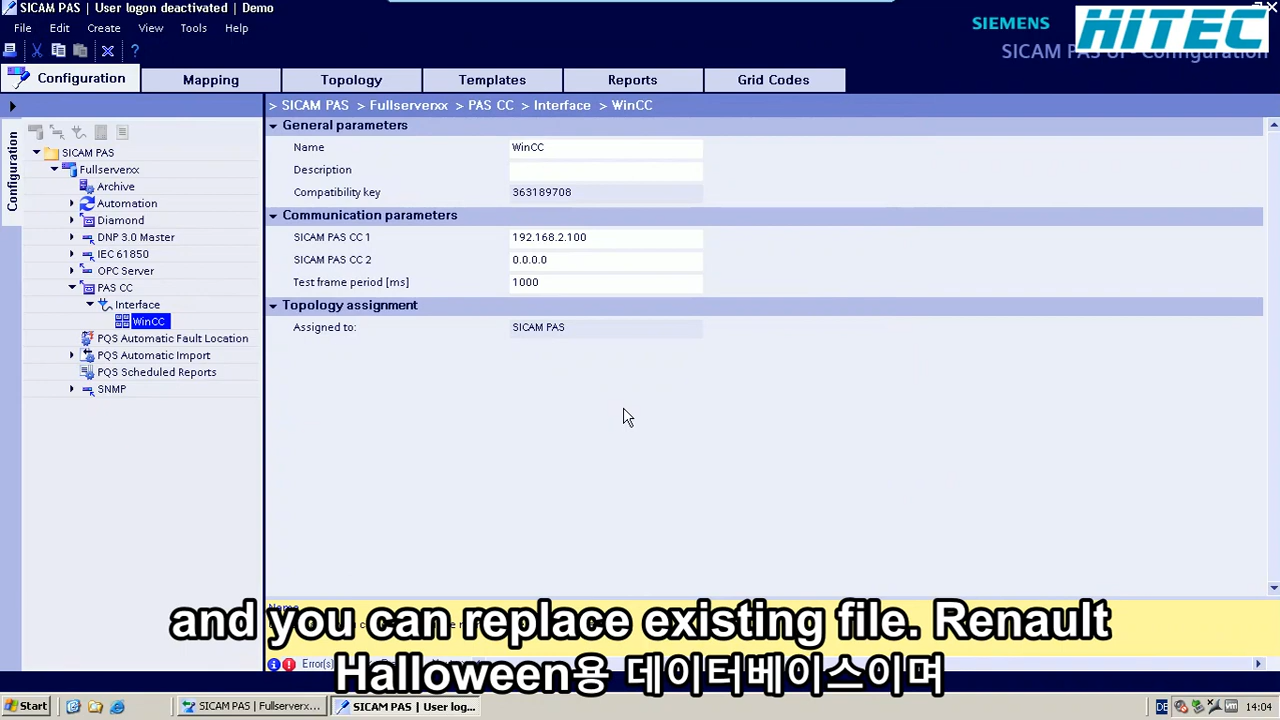 SICAM PAS | User logon deactivated | Demo
File Edit Create View Tools Help
SIEMENS
HITEC
SICAM PAS UI - Configuration
Configuration Mapping Topology Templates Reports Grid Codes
> SICAM PAS > Fullserverxx > PAS CC > Interface > WinCC
Configuration
SICAM PAS
Fullserverxx
Archive
Automation
Diamond
DNP 3.0 Master
IEC 61850
OPC Server
PAS CC
Interface
WinCC
PQS Automatic Fault Location
PQS Automatic Import
PQS Scheduled Reports
SNMP
General parameters
Name WinCC
Description
Compatibility key 363189708
Communication parameters
SICAM PAS CC 1 192.168.2.100
SICAM PAS CC 2 0.0.0.0
Test frame period [ms] 1000
Topology assignment
Assigned to: SICAM PAS
Name
and you can replace existing file. Renault
Halloween용 데이터베이스이며
Error(s)
Start SICAM PAS | Fullserverx... SICAM PAS | User log... DE 14:04